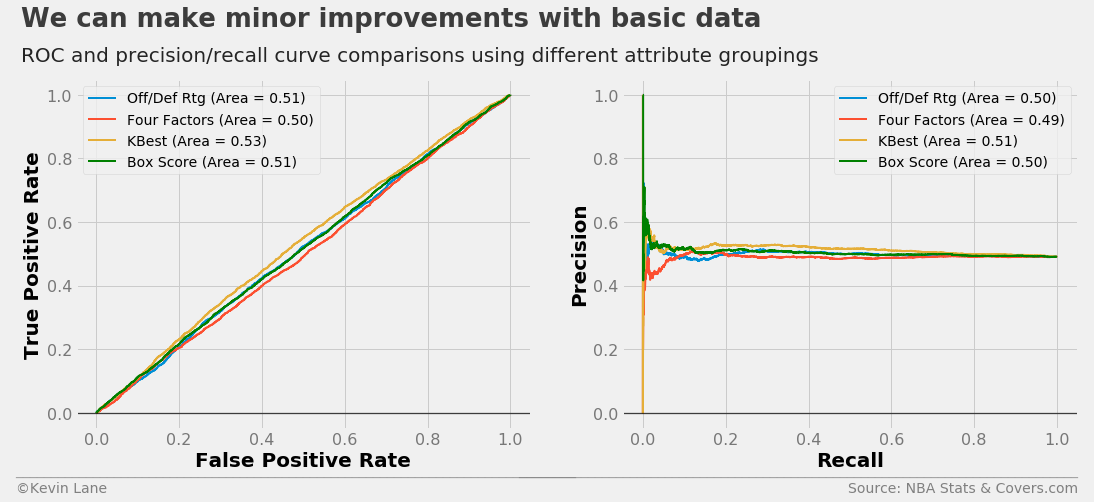 We can make minor improvements with basic data
ROC and precision/recall curve comparisons using different attribute groupings
True Positive Rate
1.0
0.8
0.6
0.4
0.2
0.0
Off/Def Rtg (Area = 0.51)
Four Factors (Area = 0.50)
KBest (Area = 0.53)
Box Score (Area = 0.51)
0.0 0.2 0.4 0.6 0.8 1.0
False Positive Rate
Precision
1.0
0.8
0.6
0.4
0.2
0.0
Off/Def Rtg (Area = 0.50)
Four Factors (Area = 0.49)
KBest (Area = 0.51)
Box Score (Area = 0.50)
0.0 0.2 0.4 0.6 0.8 1.0
Recall
©Kevin Lane
Source: NBA Stats & Covers.com